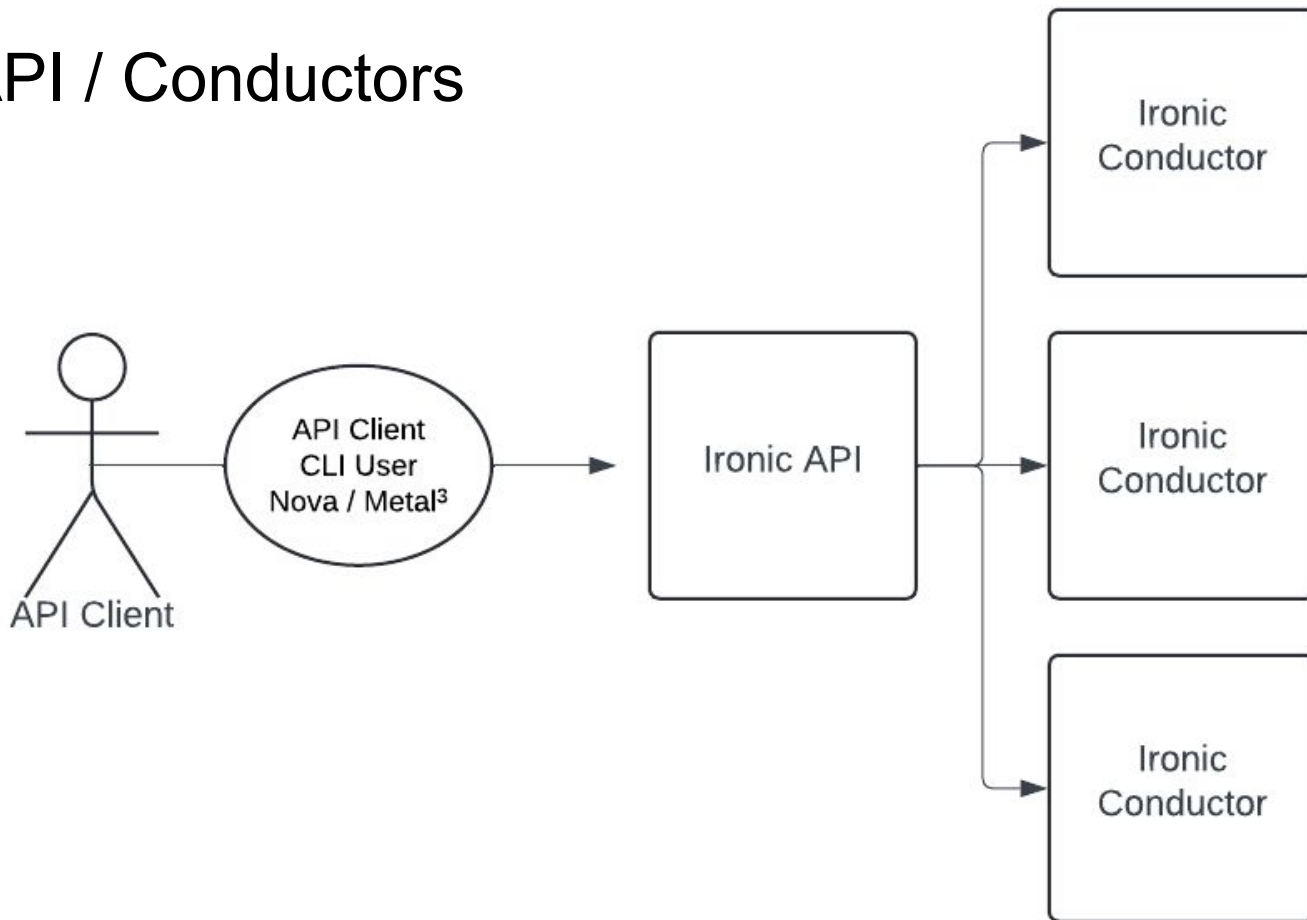 PI / Conductors
Ironic
Conductor
API Client
CLI User
Nova / Metal³
API Client
Ironic API
Ironic
Conductor
Ironic
Conductor